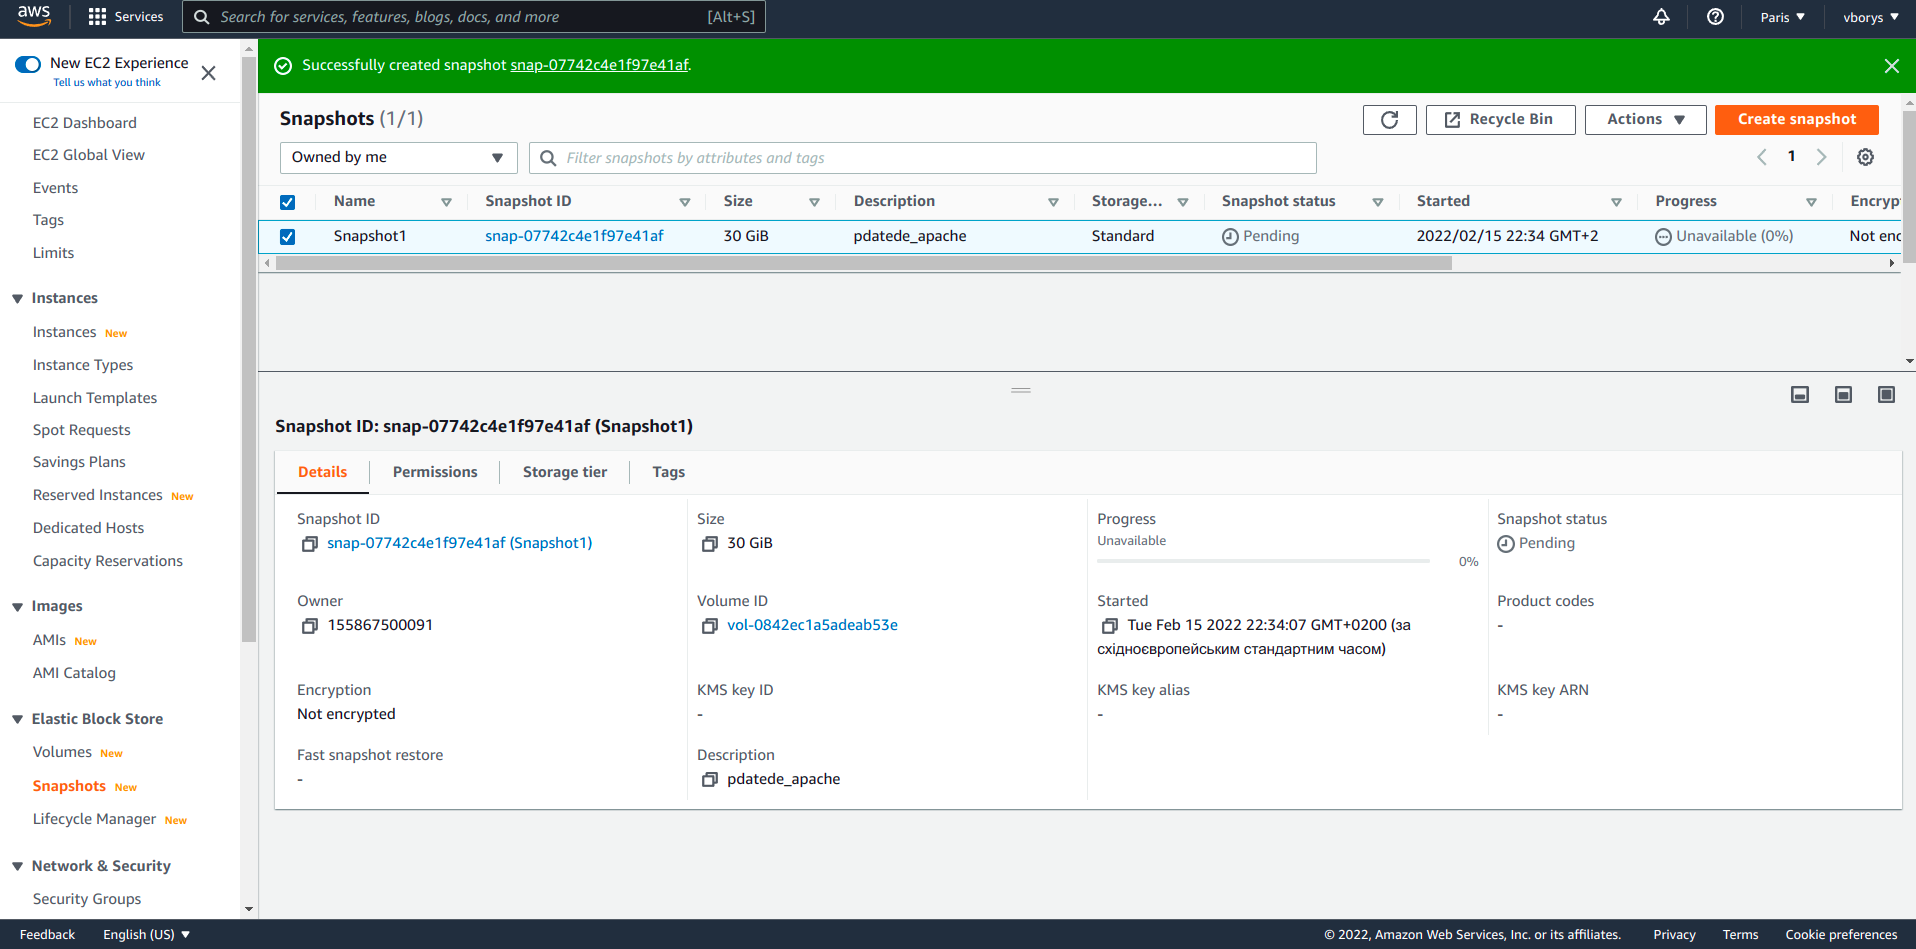 aws
Services
Search for services, features, blogs, docs, and more
[Alt+S]
Paris
vborys
New EC2 Experience
Tell us what you think
EC2 Dashboard
EC2 Global View
Events
Tags
Limits
Instances
Instances New
Instance Types
Launch Templates
Spot Requests
Savings Plans
Reserved Instances New
Dedicated Hosts
Capacity Reservations
Images
AMIs New
AMI Catalog
Elastic Block Store
Volumes New
Snapshots New
Lifecycle Manager New
Network & Security
Security Groups
Successfully created snapshot snap-07742c4e1f97e41af.
Snapshots (1/1)
Recycle Bin
Actions
Create snapshot
Owned by me
Filter snapshots by attributes and tags
1
Name Snapshot ID Size Description Storage... Snapshot status Started Progress Encryp
Snapshot1 snap-07742c4e1f97e41af 30 GiB pdatede_apache Standard Pending 2022/02/15 22:34 GMT+2 Unavailable (0%) Not enc
Snapshot ID: snap-07742c4e1f97e41af (Snapshot1)
Details Permissions Storage tier Tags
Snapshot ID
snap-07742c4e1f97e41af (Snapshot1)
Size
30 GiB
Progress
Unavailable
0%
Snapshot status
Pending
Owner
155867500091
Volume ID
vol-0842ec1a5adeab53e
Started
Tue Feb 15 2022 22:34:07 GMT+0200 (за
східноєвропейським стандартним часом)
Product codes
-
Encryption
Not encrypted
KMS key ID
-
KMS key alias
-
KMS key ARN
-
Fast snapshot restore
-
Description
pdatede_apache
Feedback
English (US)
© 2022, Amazon Web Services, Inc. or its affiliates.
Privacy
Terms
Cookie preferences